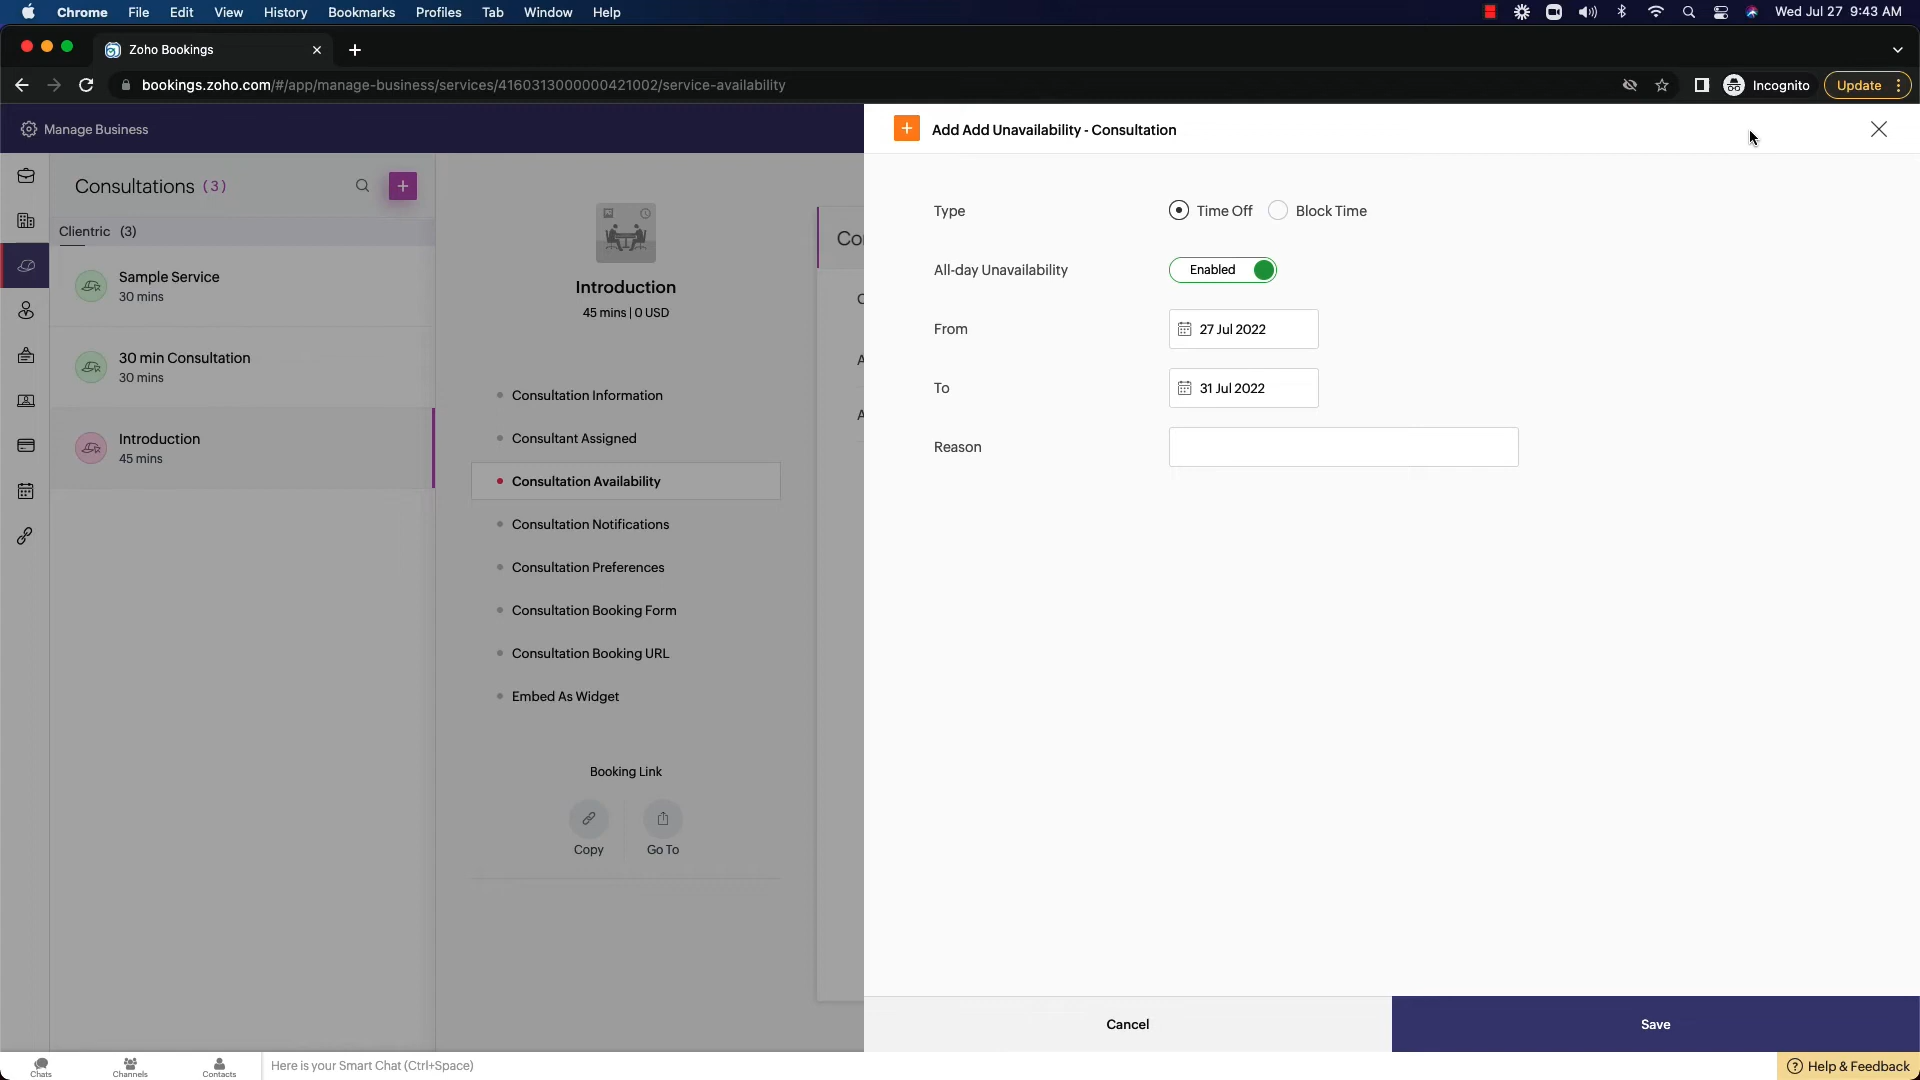 Chrome File Edit View History Bookmarks Profiles Tab Window Help Wed Jul 27 9:43 AM
Zoho Bookings
bookings.zoho.com/#/app/manage-business/services/4160313000000421002/service-availability Incognito Update
Manage Business
Add Add Unavailability - Consultation
Consultations (3)
Clientric (3)
Sample Service
30 mins
30 min Consultation
30 mins
Introduction
45 mins
Introduction
45 mins | 0 USD
Consultation Information
Consultant Assigned
Consultation Availability
Consultation Notifications
Consultation Preferences
Consultation Booking Form
Consultation Booking URL
Embed As Widget
Booking Link
Copy Go To
Co
C
A
A
Type Time Off Block Time
All-day Unavailability Enabled
From 27 Jul 2022
To 31 Jul 2022
Reason
Cancel Save
Chats Channels Contacts Here is your Smart Chat (Ctrl+Space) Help & Feedback